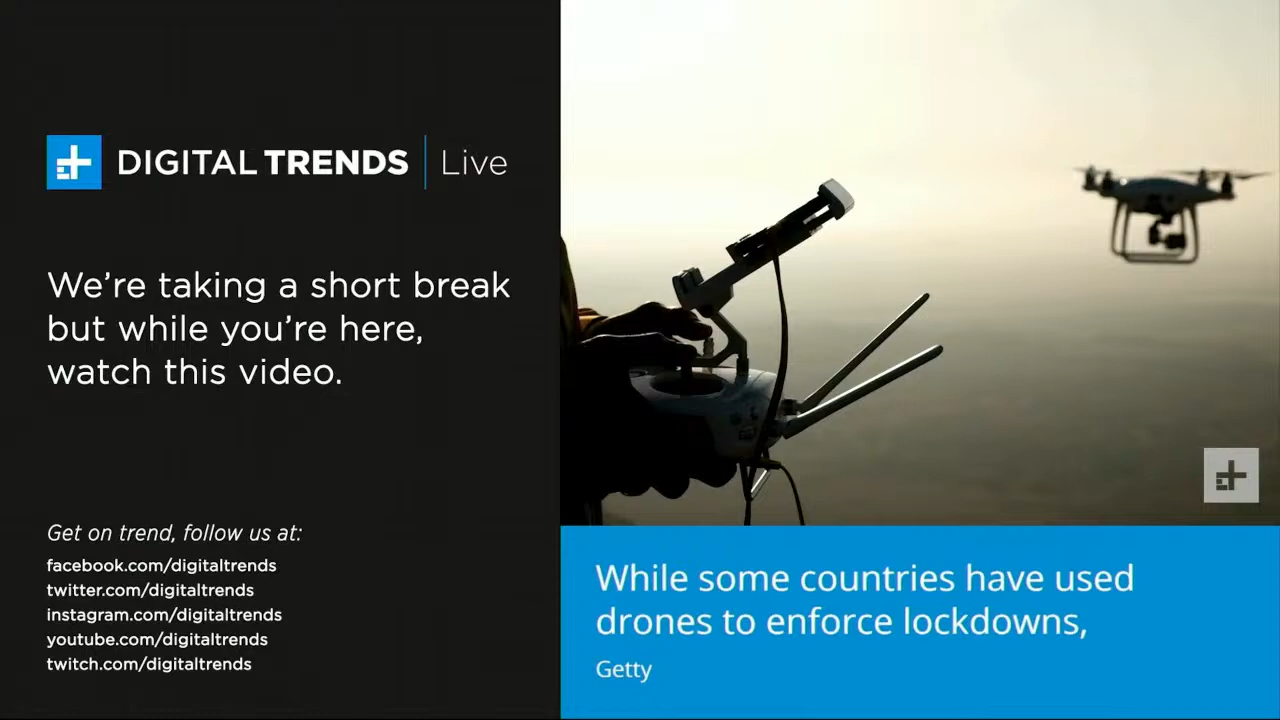 DIGITAL TRENDS | Live
We're taking a short break
but while you're here,
watch this video.
Get on trend, follow us at:
facebook.com/digitaltrends
twitter.com/digitaltrends
instagram.com/digitaltrends
youtube.com/digitaltrends
twitch.com/digitaltrends
While some countries have used
drones to enforce lockdowns,
Getty